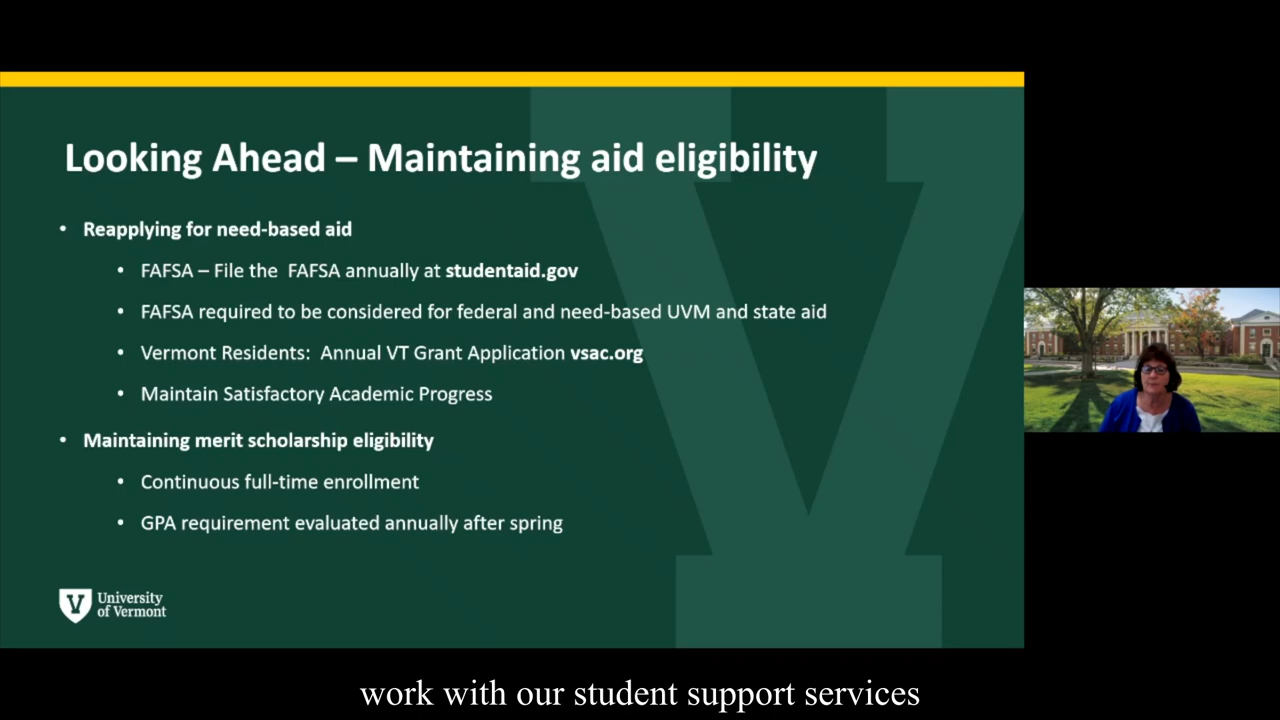 Looking Ahead – Maintaining aid eligibility
• Reapplying for need-based aid
• FAFSA – File the FAFSA annually at studentaid.gov
• FAFSA required to be considered for federal and need-based UVM and state aid
• Vermont Residents: Annual VT Grant Application vsac.org
• Maintain Satisfactory Academic Progress
• Maintaining merit scholarship eligibility
• Continuous full-time enrollment
• GPA requirement evaluated annually after spring
V
University
of Vermont
work with our student support services